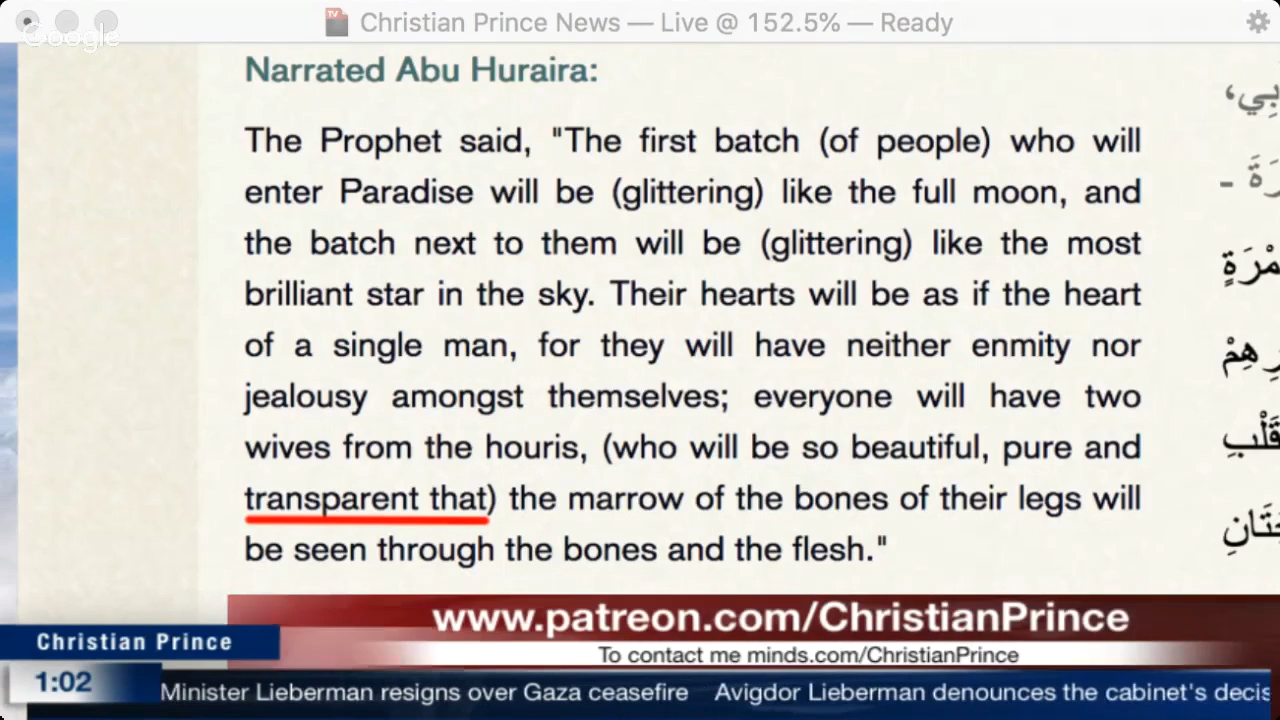 Christian Prince News — Live @ 152.5% — Ready
Google
Narrated Abu Huraira:
The Prophet said, "The first batch (of people) who will
enter Paradise will be (glittering) like the full moon, and
the batch next to them will be (glittering) like the most
brilliant star in the sky. Their hearts will be as if the heart
of a single man, for they will have neither enmity nor
jealousy amongst themselves; everyone will have two
wives from the houris, (who will be so beautiful, pure and
transparent that) the marrow of the bones of their legs will
be seen through the bones and the flesh."
www.patreon.com/ChristianPrince
To contact me minds.com/ChristianPrince
Christian Prince
1:02
Minister Lieberman resigns over Gaza ceasefire Avigdor Lieberman denounces the cabinet's decis